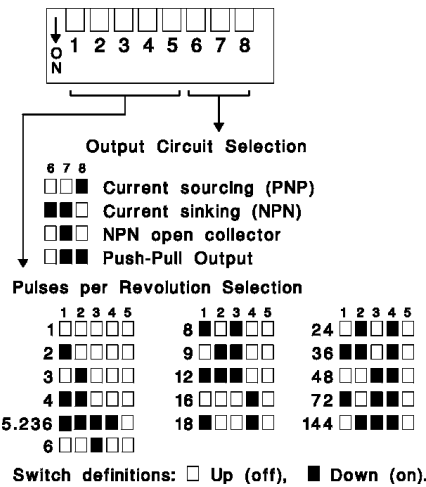 ON
1 2 3 4 5 6 7 8
Output Circuit Selection
6 7 8
Current sourcing (PNP)
Current sinking (NPN)
NPN open collector
Push-Pull Output
Pulses per Revolution Selection
1 2 3 4 5
1
2
3
4
5.236
6
1 2 3 4 5
8
9
12
16
18
1 2 3 4 5
24
36
48
72
144
Switch definitions: □ Up (off), ■ Down (on).